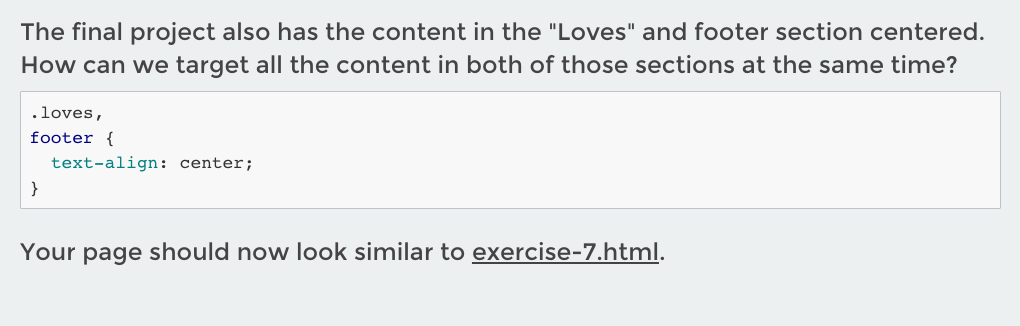 The final project also has the content in the "Loves" and footer section centered.
How can we target all the content in both of those sections at the same time?
.loves,
footer {
  text-align: center;
}
Your page should now look similar to exercise-7.html.